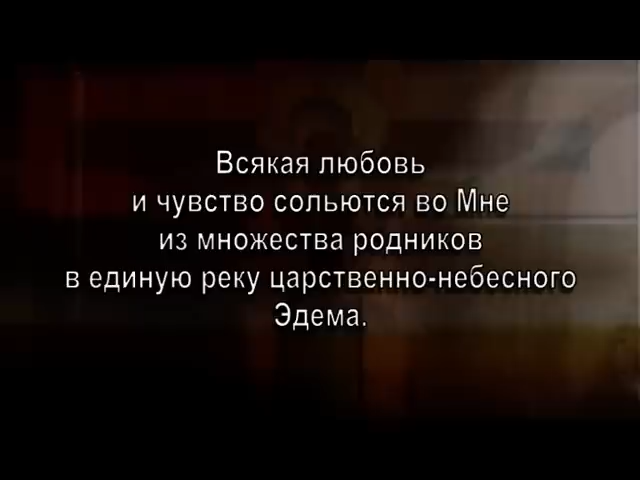 Всякая любовь
и чувство сольются во Мне
из множества родников
в единую реку царственно-небесного
Эдема.